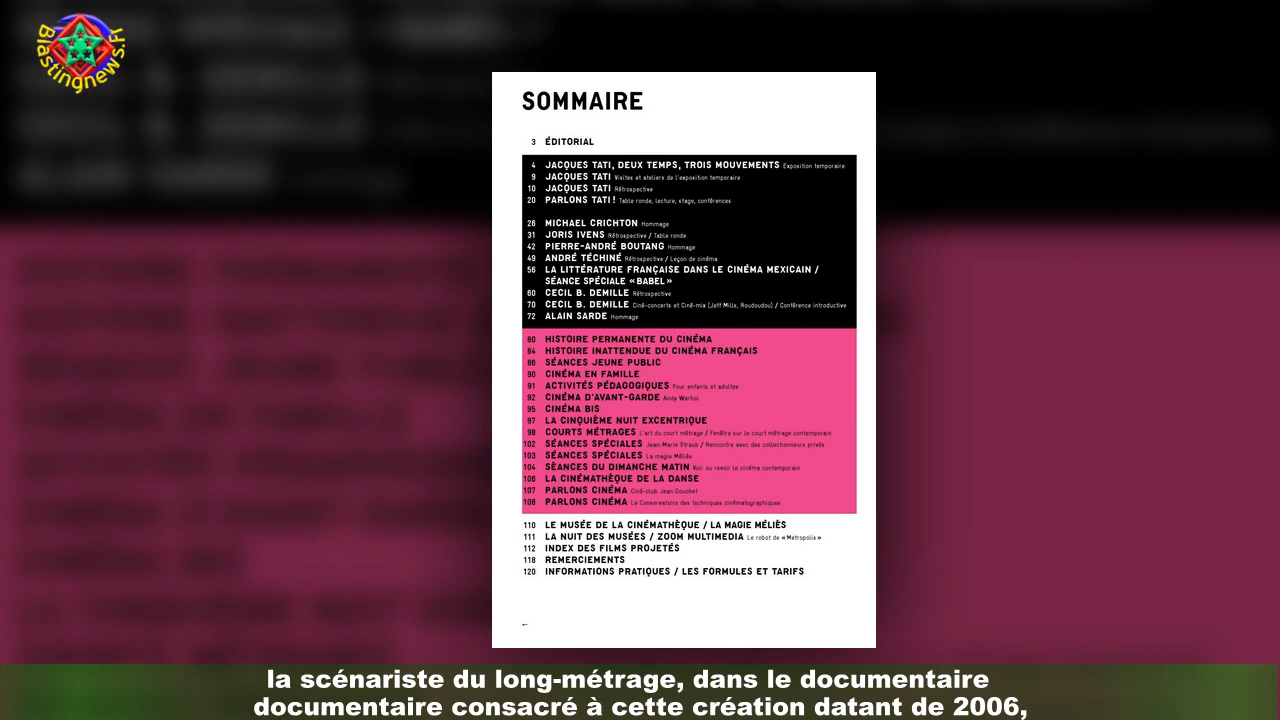 Blastingnews.Fr
SOMMAIRE
3 ÉDITORIAL
4 JACQUES TATI, DEUX TEMPS, TROIS MOUVEMENTS Exposition temporaire
9 JACQUES TATI Visites et ateliers de l'exposition temporaire
10 JACQUES TATI Rétrospective
20 PARLONS TATI ! Table ronde, lecture, stage, conférences
26 MICHAEL CRICHTON Hommage
31 JORIS IVENS Rétrospective / Table ronde
42 PIERRE-ANDRÉ BOUTANG Hommage
49 ANDRÉ TÉCHINÉ Rétrospective / Leçon de cinéma
56 LA LITTÉRATURE FRANÇAISE DANS LE CINÉMA MEXICAIN /
SÉANCE SPÉCIALE « BABEL »
60 CECIL B. DEMILLE Rétrospective
70 CECIL B. DEMILLE Ciné-concerts et Ciné-mix (Jeff Mills, Roudoudou) / Conférence introductive
72 ALAIN SARDE Hommage
80 HISTOIRE PERMANENTE DU CINÉMA
84 HISTOIRE INATTENDUE DU CINÉMA FRANÇAIS
86 SÉANCES JEUNE PUBLIC
90 CINÉMA EN FAMILLE
91 ACTIVITÉS PÉDAGOGIQUES Pour enfants et adultes
92 CINÉMA D'AVANT-GARDE Andy Warhol
95 CINÉMA BIS
97 LA CINQUIÈME NUIT EXCENTRIQUE
98 COURTS MÉTRAGES L'art du court métrage / Fenêtre sur le court métrage contemporain
102 SÉANCES SPÉCIALES Jean-Marie Straub / Rencontre avec des collectionneurs privés
103 SÉANCES SPÉCIALES La magie Méliès
104 SÉANCES DU DIMANCHE MATIN Voir ou revoir le cinéma contemporain
106 LA CINÉMATHÈQUE DE LA DANSE
107 PARLONS CINÉMA Ciné-club Jean Douchet
108 PARLONS CINÉMA Le Conservatoire des techniques cinématographiques
110 LE MUSÉE DE LA CINÉMATHÈQUE / LA MAGIE MÉLIÈS
111 LA NUIT DES MUSÉES / ZOOM MULTIMEDIA Le robot de « Metropolis »
112 INDEX DES FILMS PROJETÉS
118 REMERCIEMENTS
120 INFORMATIONS PRATIQUES / LES FORMULES ET TARIFS
←
la scénariste du long-métrage, dans le documentaire
documentaire consacré à cette création datant de 2006,